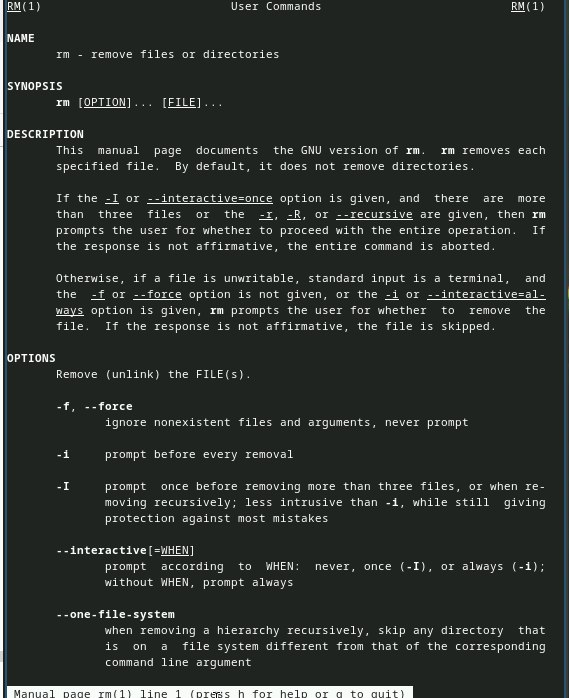 RM(1) User Commands RM(1)
NAME
rm - remove files or directories
SYNOPSIS
rm [OPTION]... [FILE]...
DESCRIPTION
This manual page documents the GNU version of rm. rm removes each
specified file. By default, it does not remove directories.
If the -I or --interactive=once option is given, and there are more
than three files or the -r, -R, or --recursive are given, then rm
prompts the user for whether to proceed with the entire operation. If
the response is not affirmative, the entire command is aborted.
Otherwise, if a file is unwritable, standard input is a terminal, and
the -f or --force option is not given, or the -i or --interactive=al-
ways option is given, rm prompts the user for whether to remove the
file. If the response is not affirmative, the file is skipped.
OPTIONS
Remove (unlink) the FILE(s).
-f, --force
ignore nonexistent files and arguments, never prompt
-i prompt before every removal
-I prompt once before removing more than three files, or when re-
moving recursively; less intrusive than -i, while still giving
protection against most mistakes
--interactive[=WHEN]
prompt according to WHEN: never, once (-I), or always (-i);
without WHEN, prompt always
--one-file-system
when removing a hierarchy recursively, skip any directory that
is on a file system different from that of the corresponding
command line argument
Manual page rm(1) line 1 (press h for help or q to quit)